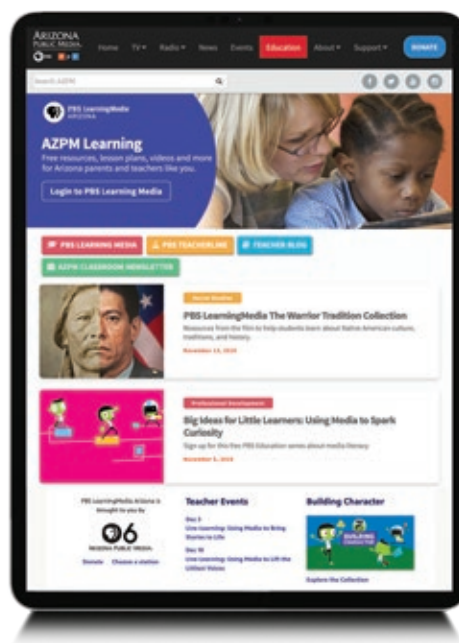 ARIZONA
PUBLIC MEDIA
Home TV Radio News Events Education About Support DONATE
Search AZPM
PBS LearningMedia
ARIZONA
AZPM Learning
Free resources, lesson plans, videos and more
for Arizona parents and teachers like you.
Login to PBS Learning Media
PBS LEARNING MEDIA PBS TEACHERLINE TEACHER BLOG
AZPM CLASSROOM NEWSLETTER
Social Studies
PBS LearningMedia The Warrior Tradition Collection
Resources from the film to help students learn about Native American culture,
traditions, and history.
November 13, 2019
Professional Development
Big Ideas for Little Learners: Using Media to Spark
Curiosity
Sign up for this free PBS Education series about media literacy.
November 5, 2019
PBS LearningMedia Arizona is
brought to you by
6
ARIZONA PUBLIC MEDIA
Donate Choose a station
Teacher Events
Dec 3
Live Learning: Using Media to Bring
Stories to Life
Dec 10
Live Learning: Using Media to Lift the
Littlest Voices
Building Character
BUILDING
CHARACTER
Explore the Collection